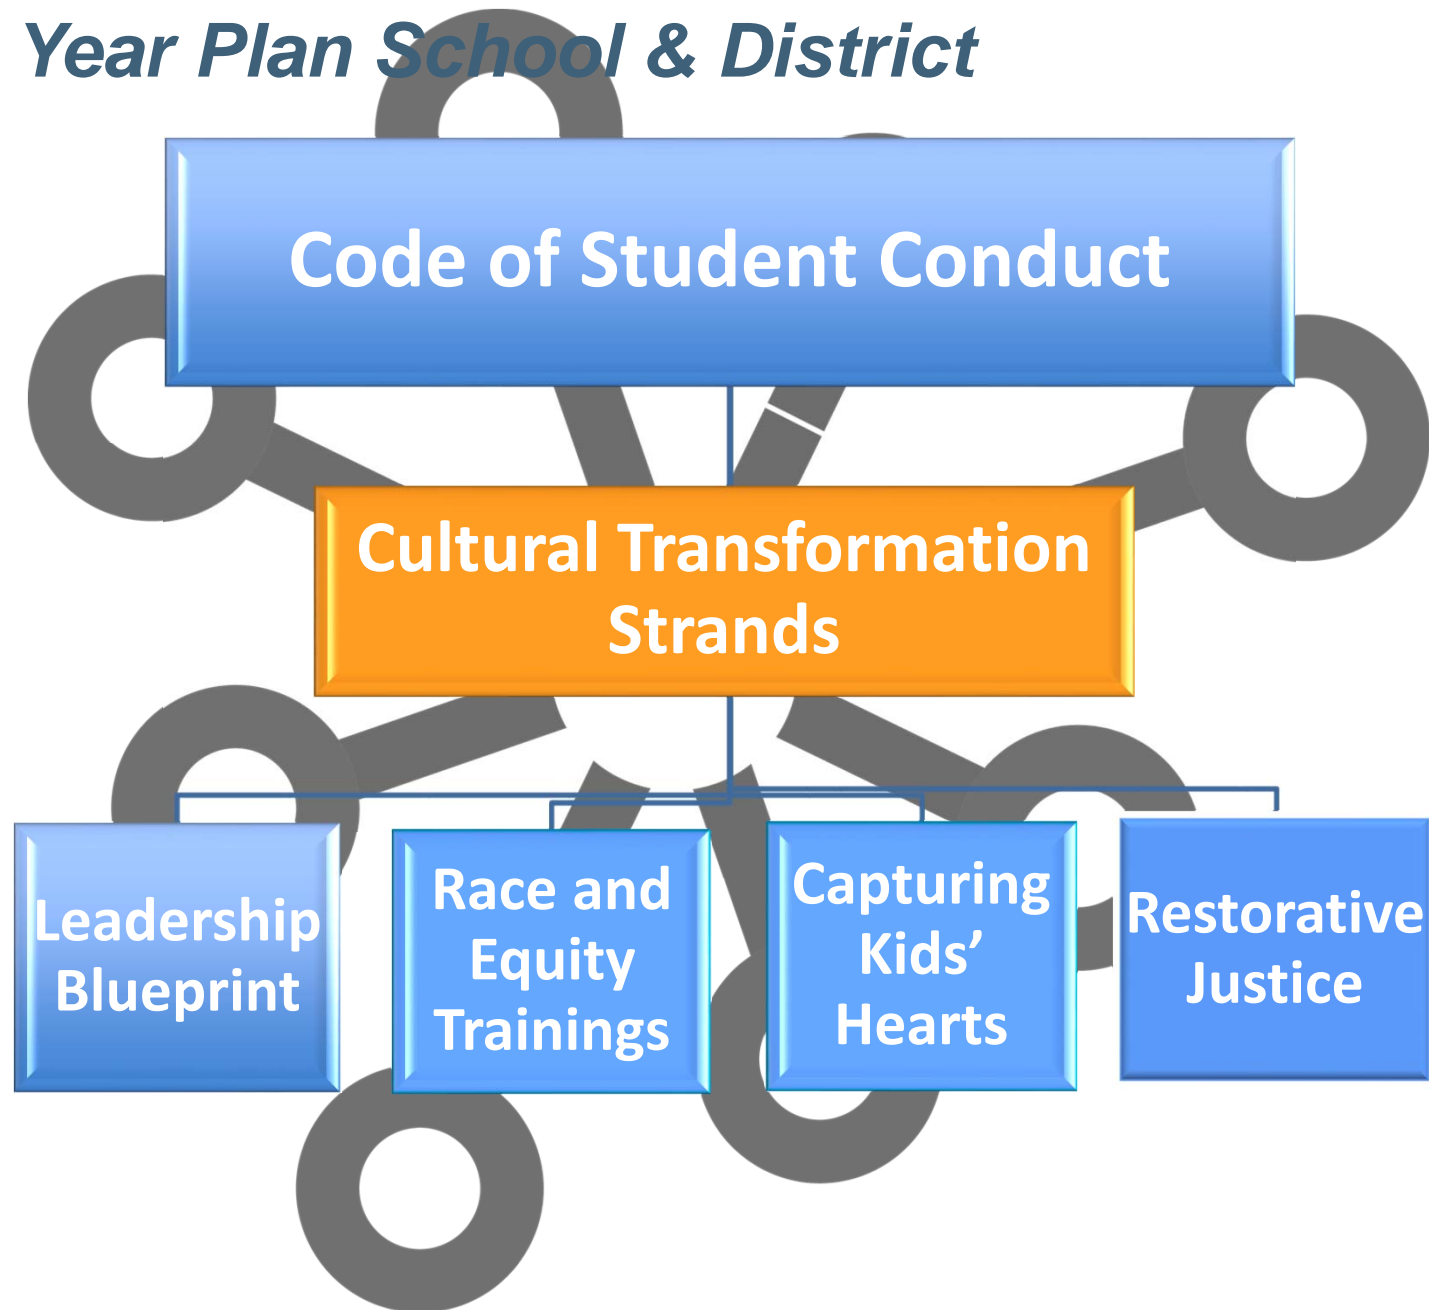 Year Plan School & District
Code of Student Conduct
Cultural Transformation
Strands
Leadership
Blueprint
Race and
Equity
Trainings
Capturing
Kids’
Hearts
Restorative
Justice